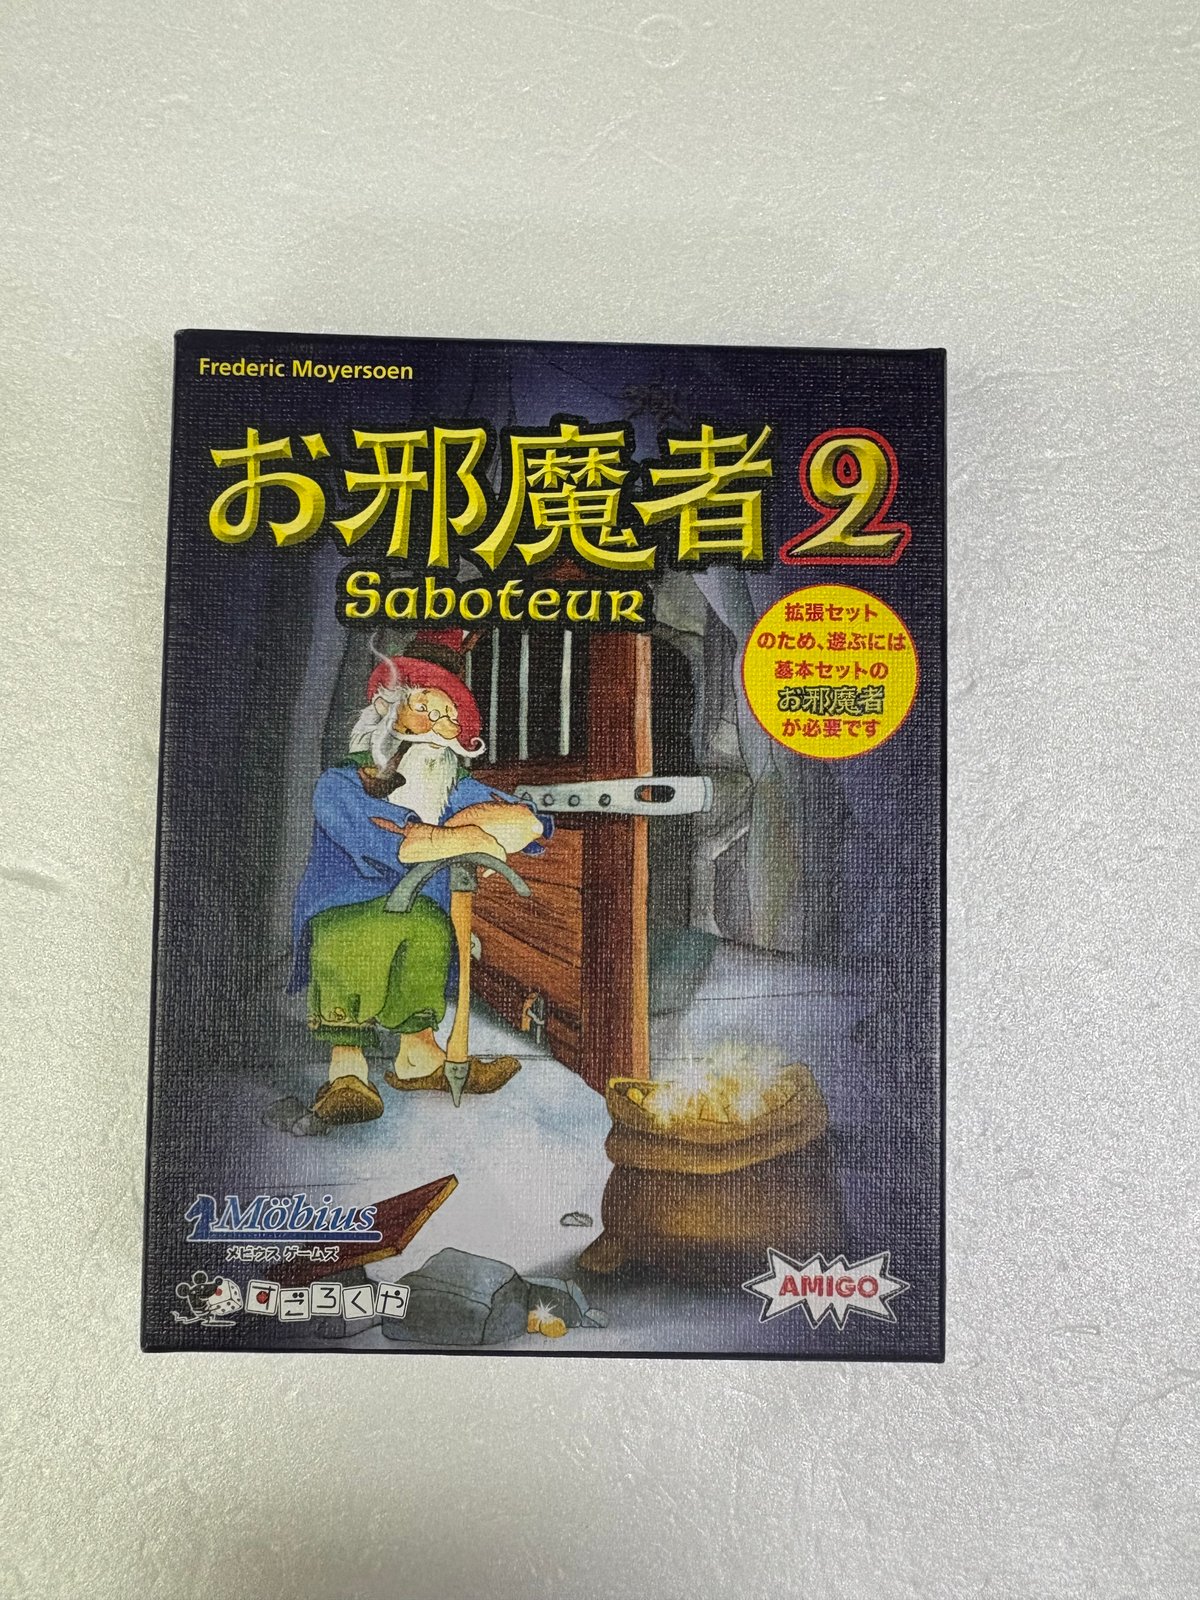 Frederic Moyersoen
お邪魔者2
Saboteur
拡張セット
のため、遊ぶには
基本セットの
お邪魔者
が必要です
Möbius
メビウス ゲームズ
すごろくや
AMIGO